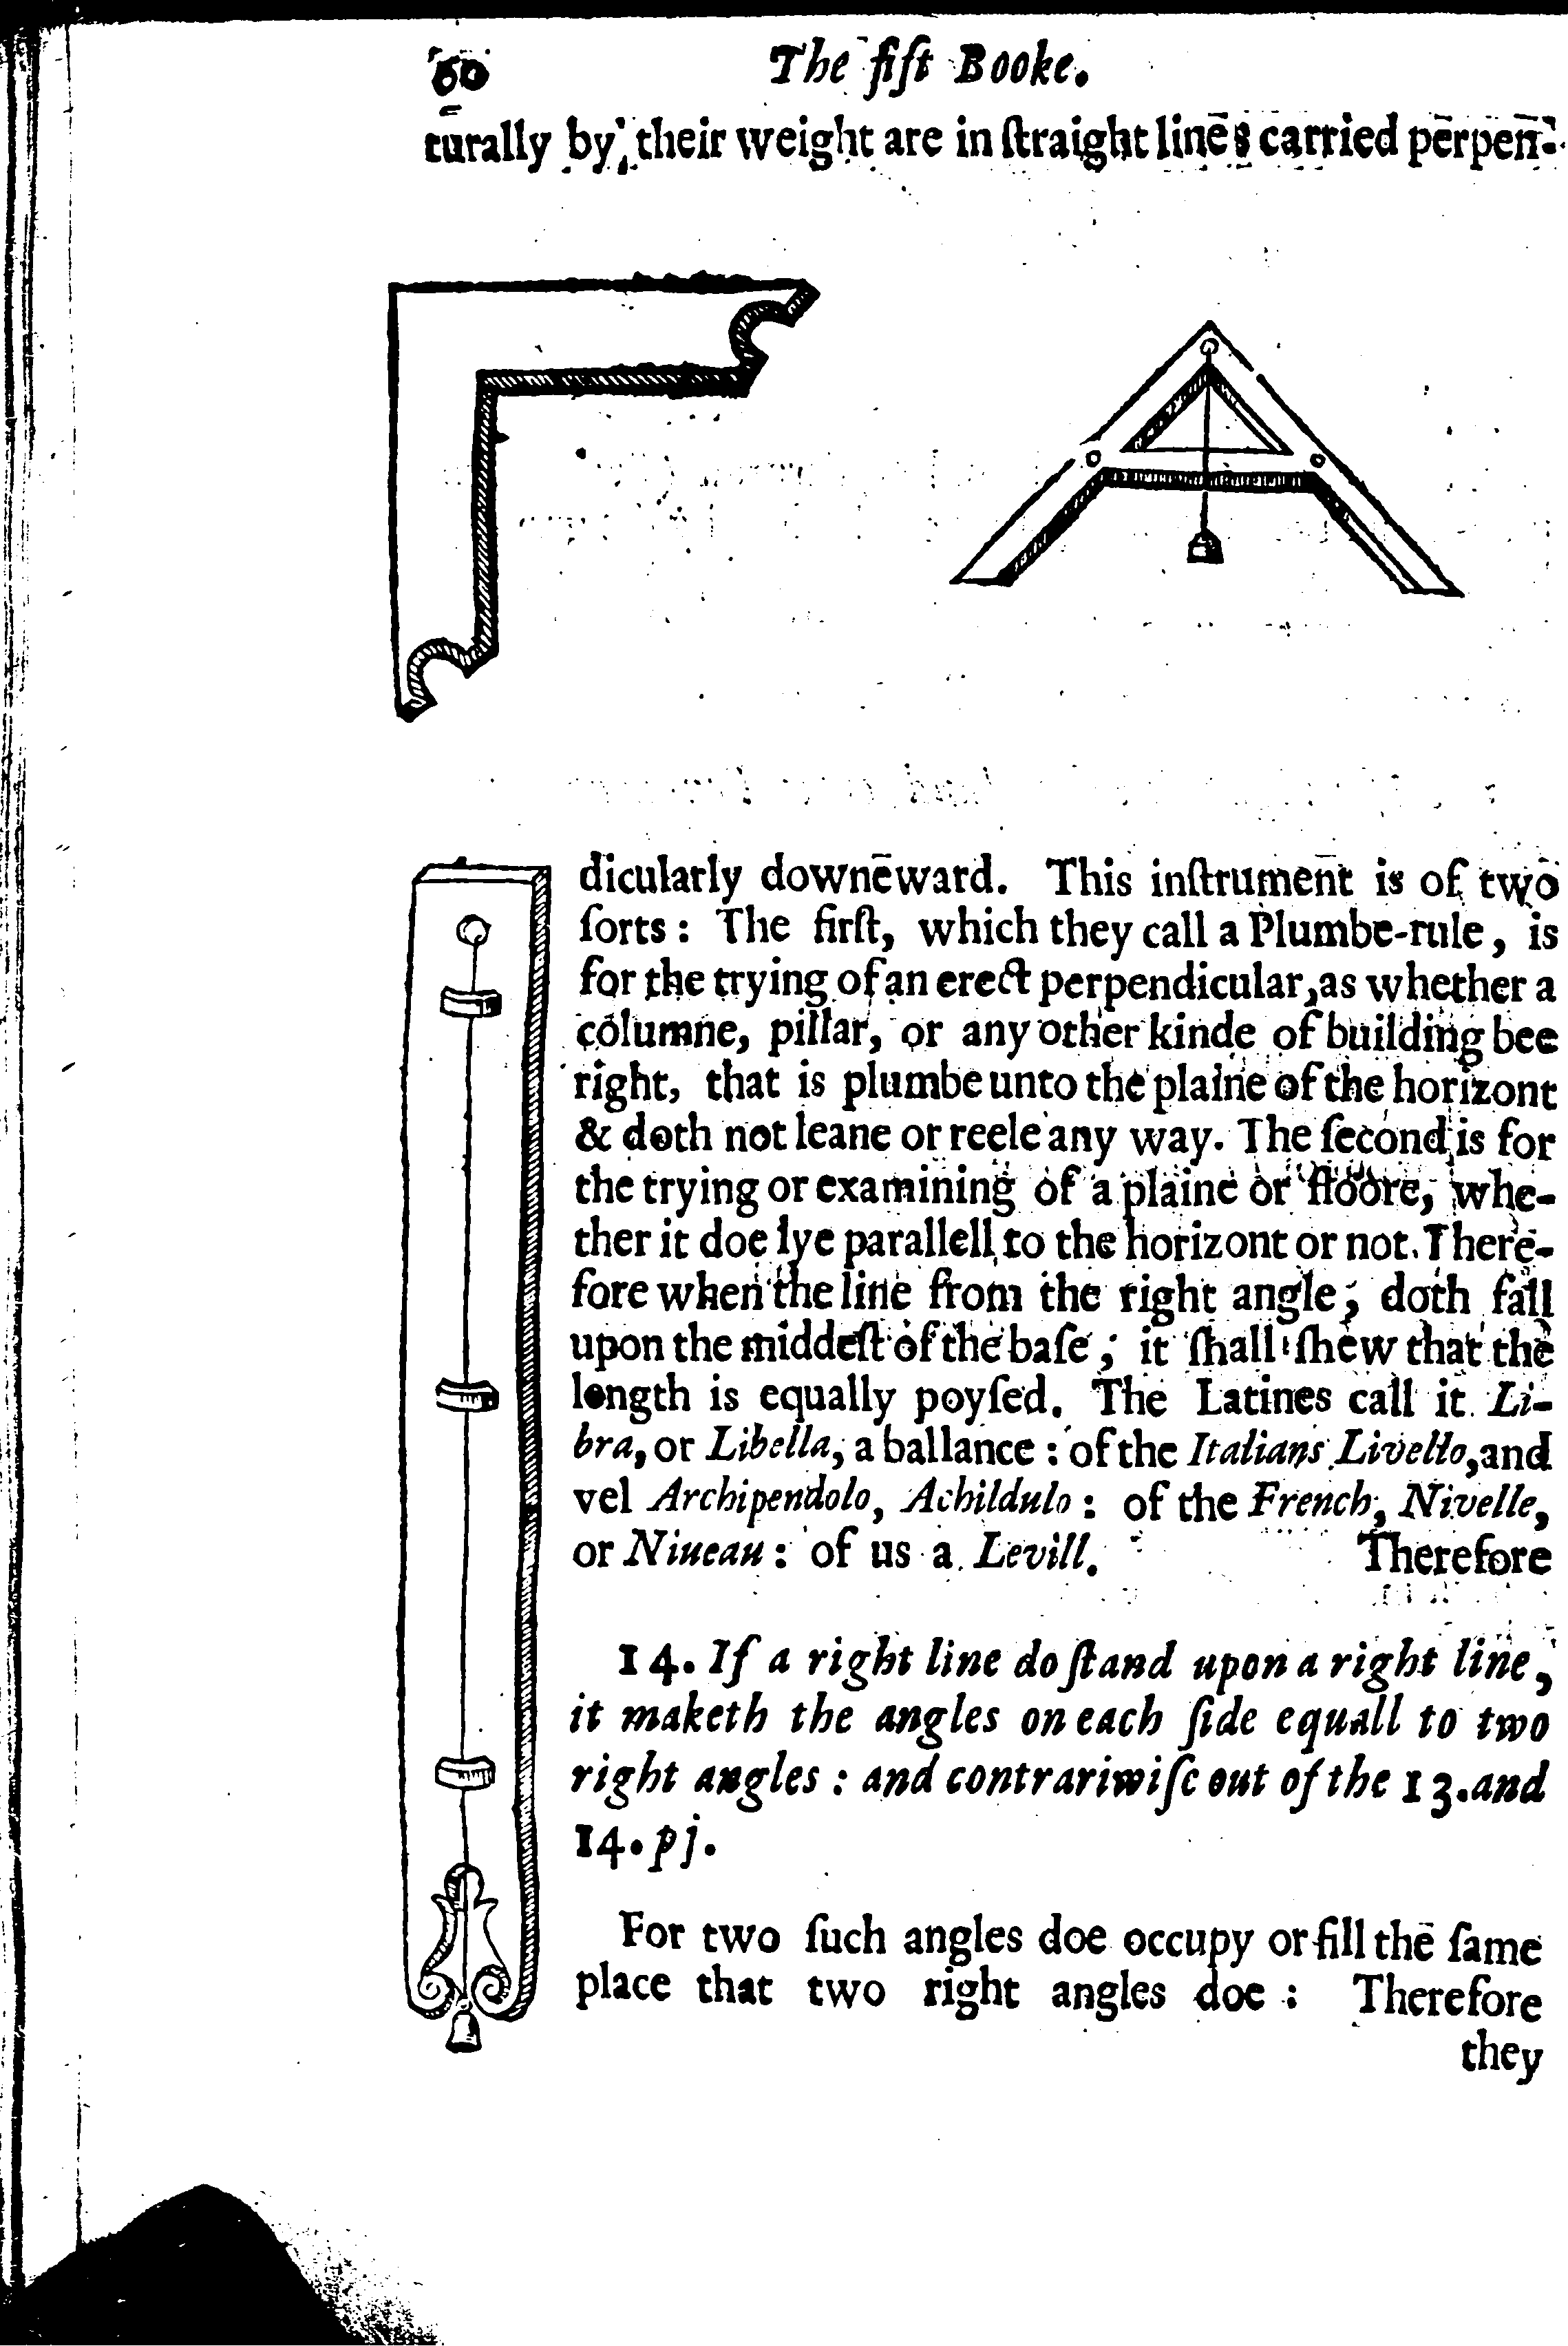 60 The fift Booke.
turally by, their weight are in ſtraight lines carried perpen-
dicularly downeward. This inſtrument is of two
ſorts: The firſt, which they call a Plumbe-rule, is
for the trying of an erect perpendicular, as whether a
columne, pillar, or any other kinde of building bee
right, that is plumbe unto the plaine of the horizont
& doth not leane or reele any way. The ſecond is for
the trying or examining of a plaine or floore, whe-
ther it doe lye parallell to the horizont or not. There-
fore when the line from the right angle, doth fall
upon the middeſt of the baſe; it ſhall ſhew that the
length is equally poyſed. The Latines call it Li-
bra, or Libella, a ballance: of the Italians Livello, and
vel Archipendolo, Achildulo: of the French, Nivelle,
or Niueau: of us a Levill. Therefore
14. If a right line do ſtand upon a right line,
it maketh the angles on each ſide equall to two
right angles: and contrariwiſe out of the 13. and
14. pj.
For two ſuch angles doe occupy or fill the ſame
place that two right angles doe: Therefore
they